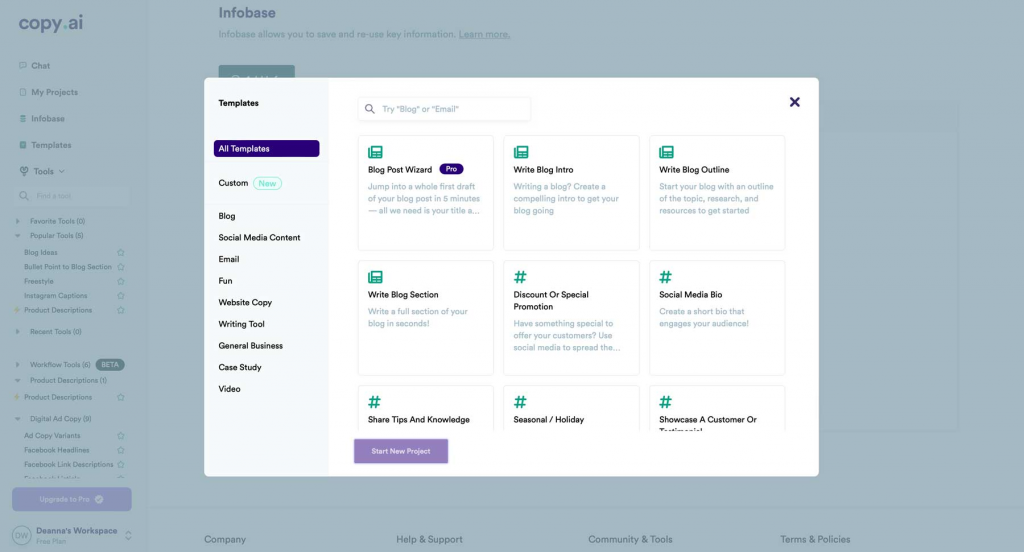 copy.ai
Chat
My Projects
Infobase
Templates
Tools
Find a tool
Favorite Tools (0)
Popular Tools (5)
Blog Ideas
Bullet Point to Blog Section
Freestyle
Instagram Captions
Product Descriptions
Recent Tools (0)
Workflow Tools (6) BETA
Product Descriptions (1)
Product Descriptions
Digital Ad Copy (9)
Ad Copy Variants
Facebook Headlines
Facebook Link Descriptions
Upgrade to Pro
DW
Deanna's Workspace
Free Plan
Infobase
Infobase allows you to save and re-use key information. Learn more.
Templates
All Templates
Custom New
Blog
Social Media Content
Email
Fun
Website Copy
Writing Tool
General Business
Case Study
Video
Try "Blog" or "Email"
Blog Post Wizard Pro
Jump into a whole first draft
of your blog post in 5 minutes
— all we need is your title a...
Write Blog Intro
Writing a blog? Create a
compelling intro to get your
blog going
Write Blog Outline
Start your blog with an outline
of the topic, research, and
resources to get started
Write Blog Section
Write a full section of your
blog in seconds!
Discount Or Special
Promotion
Have something special to
offer your customers? Use
social media to spread the...
Social Media Bio
Create a short bio that
engages your audience!
Share Tips And Knowledge
Seasonal / Holiday
Showcase A Customer Or
Testimonial
Start New Project
Company
Help & Support
Community & Tools
Terms & Policies